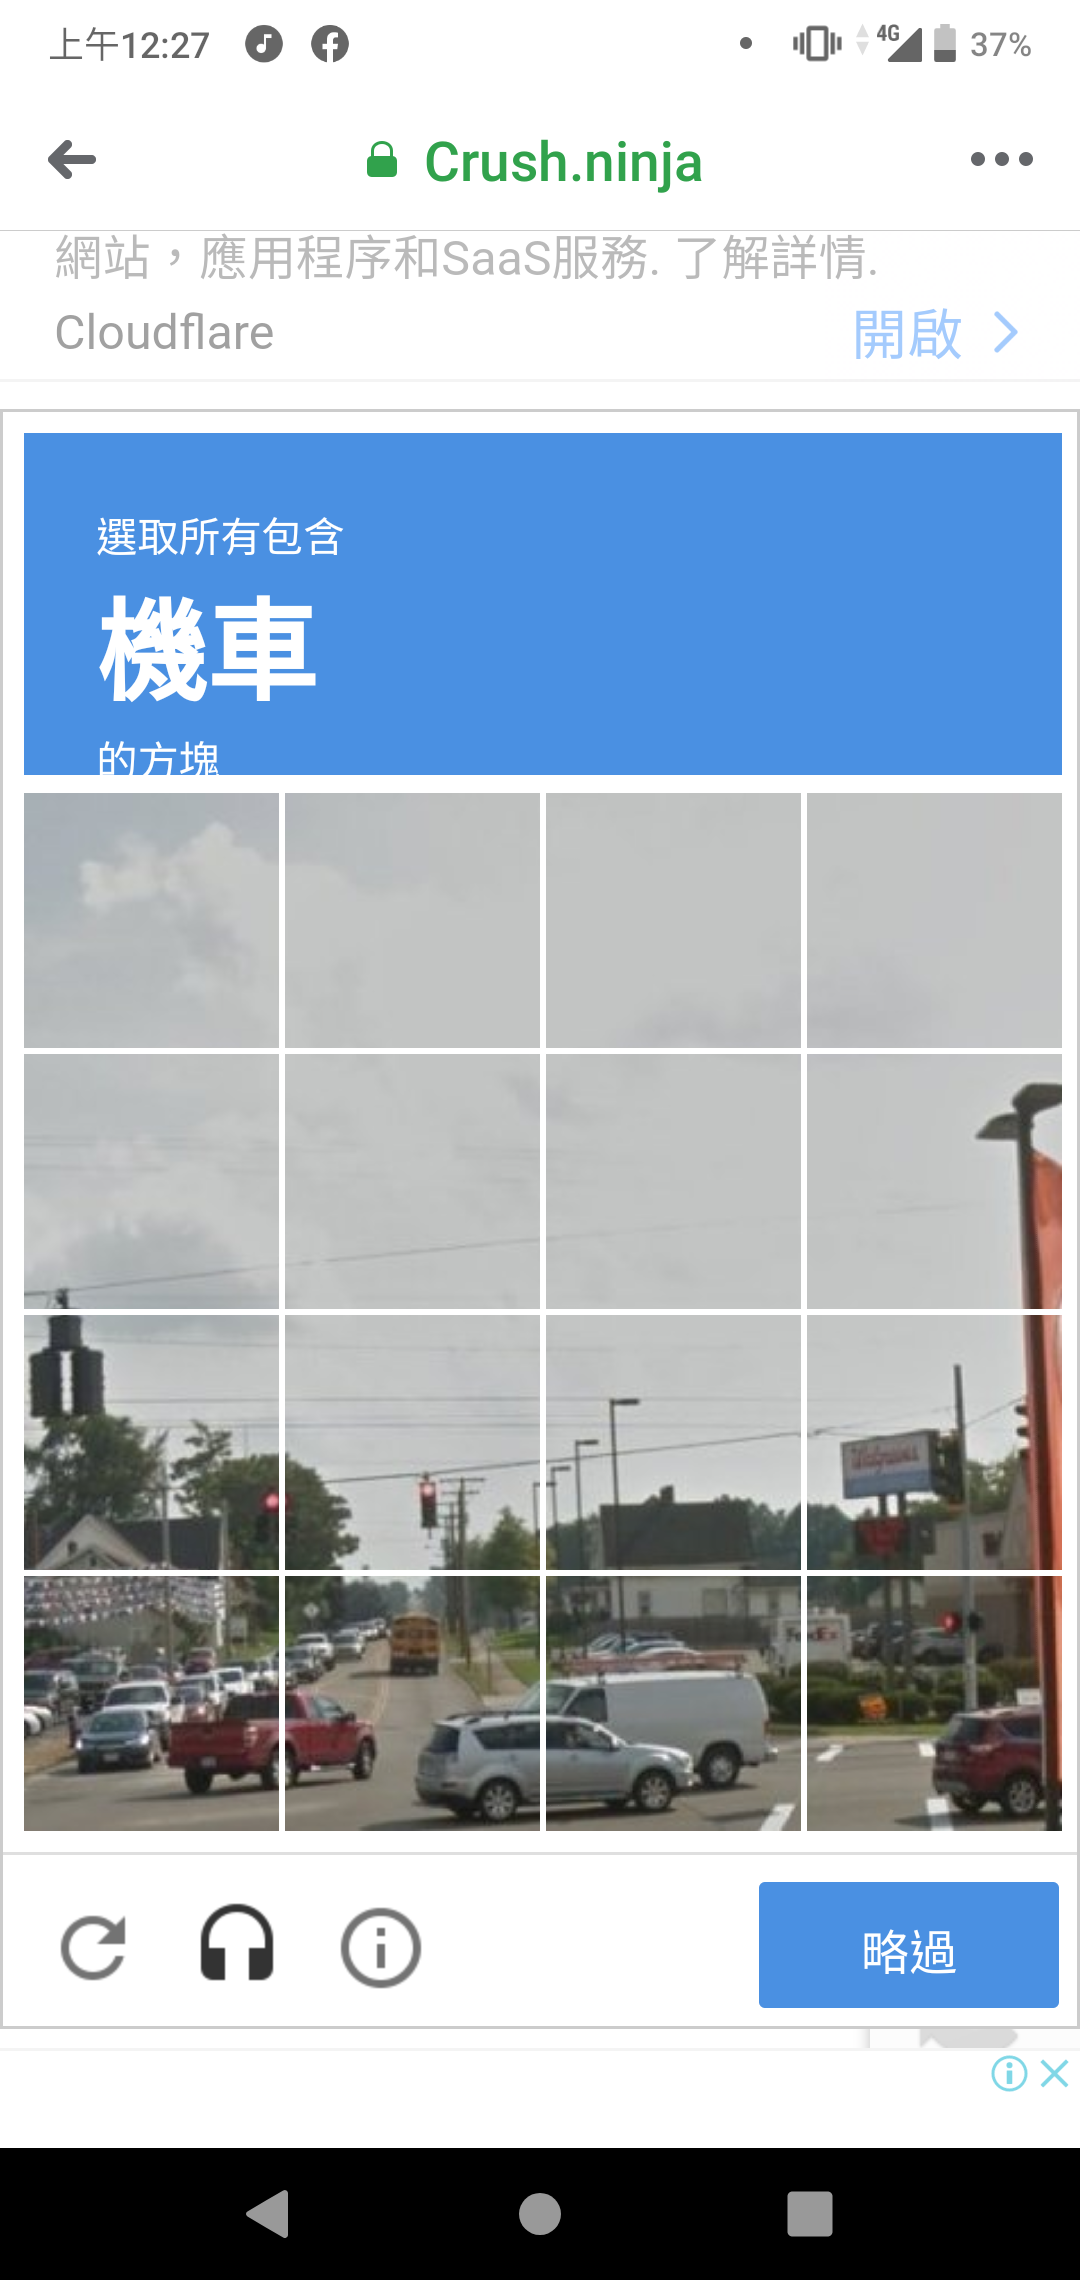 上午12:27
4G
37%
Crush.ninja
網站，應用程序和SaaS服務. 了解詳情.
Cloudflare
開啟
選取所有包含
機車
的方塊
Walgreens
FedEx
略過